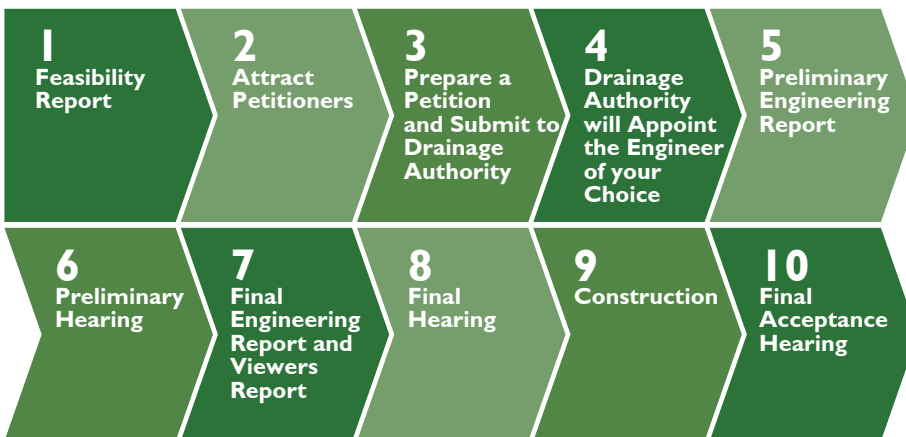 1
Feasibility
Report
2
Attract
Petitioners
3
Prepare a
Petition
and Submit to
Drainage
Authority
4
Drainage
Authority
will Appoint
the Engineer
of your
Choice
5
Preliminary
Engineering
Report
6
Preliminary
Hearing
7
Final
Engineering
Report and
Viewers
Report
8
Final
Hearing
9
Construction
10
Final
Acceptance
Hearing